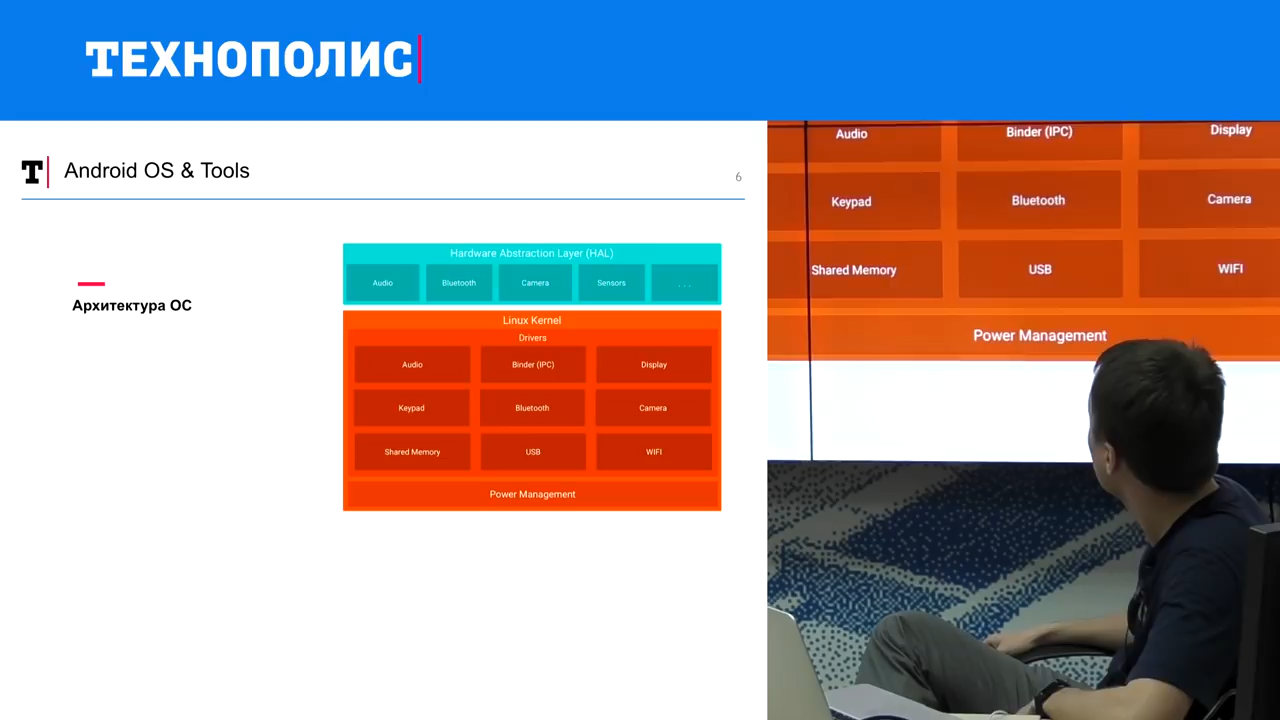 ТЕХНОПОЛИС
T
Android OS & Tools
6
Архитектура ОС
Hardware Abstraction Layer (HAL)
Audio Bluetooth Camera Sensors . . .
Linux Kernel
Drivers
Audio Binder (IPC) Display
Keypad Bluetooth Camera
Shared Memory USB WIFI
Power Management
Audio Binder (IPC) Display
Keypad Bluetooth Camera
Shared Memory USB WIFI
Power Management